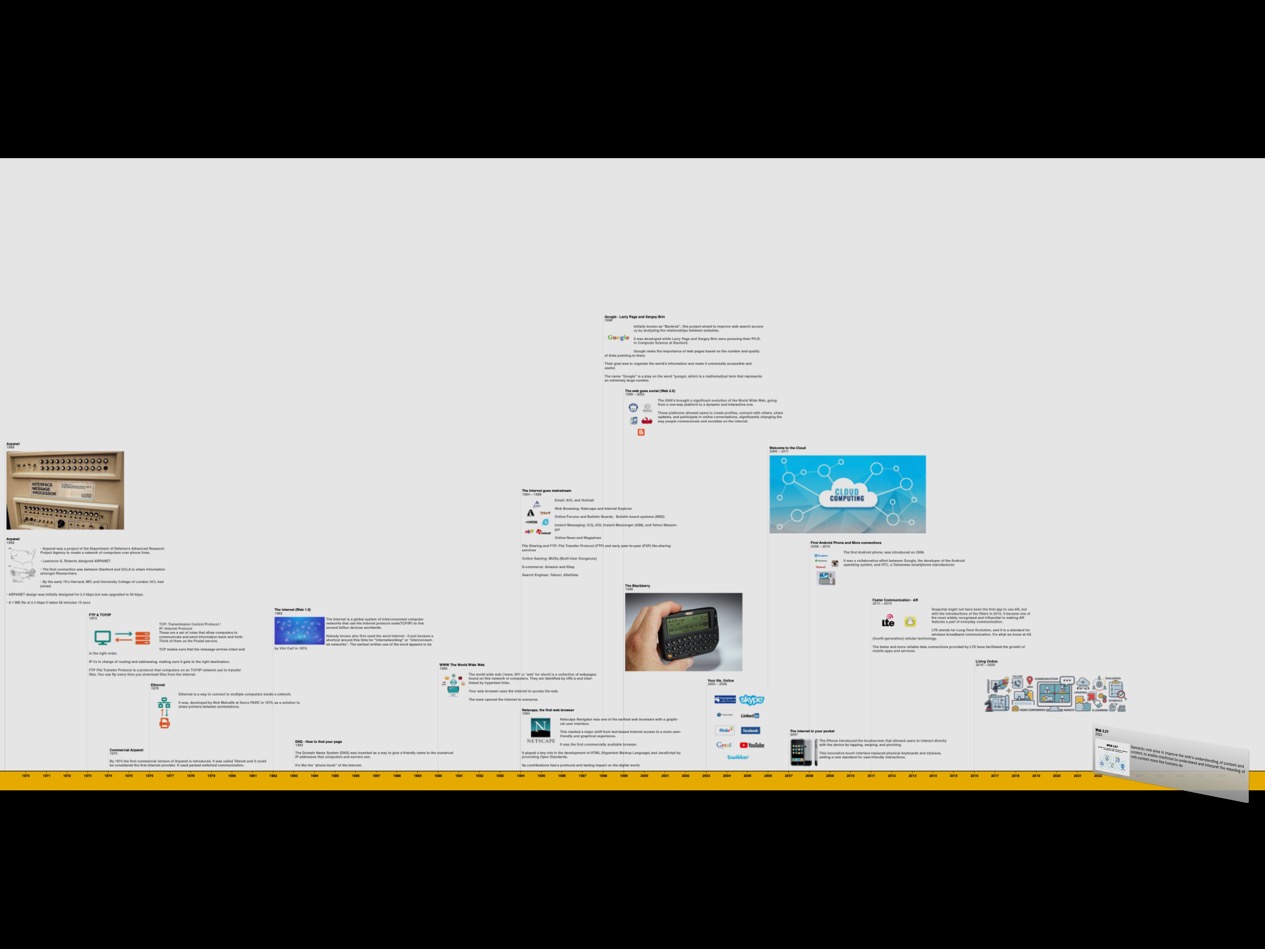 Google - Larry Page and Sergey Brin
1998
Initially known as "Backrub", this project aimed to improve web search accura-
cy by analyzing the relationships between websites.
Google
It was developed while Larry Page and Sergey Brin were pursuing their PH.D.
in Computer Science at Stanford.
Google ranks the importance of web pages based on the number and quality
of links pointing to them.
Their goal was to organize the world's information and make it universally accessible and
useful.
The name "Google" is a play on the word "googol, which is a mathematical term that represents
an extremely large number.
The web goes social (Web 2.0)
The 2000's brought a significant evolution of the World Wide Web, going
from a one way platform to a dynamic and interactive one.
These platforms allowed users to create profiles, connect with others, share
updates, and participate in online conversations, significantly changing the
way people communicate and socialize on the internet.
Arpanet
1969
INTERFACE
MESSAGE
PROCESSOR
Welcome to the Cloud
2006 – 2011
CLOUD
COMPUTING
The internet goes mainstream
1994 – 1999
Email: AOL and Hotmail
Web Browsing: Netscape and Internet Explorer
Online Forums and Bulletin Boards: Bulletin board systems (BBS)
Instant Messaging: ICQ, AOL Instant Messenger (AIM), and Yahoo Messen-
ger
Online News and Magazines
File Sharing and FTP: File Transfer Protocol (FTP) and early peer-to-peer (P2P) file-sharing
services
Online Gaming: MUDs (Multi-User Dungeons)
E-commerce: Amazon and Ebay
Search Engines: Yahoo!, AltaVista
Arpanet
1969
- Arpanet was a project of the Department of Defense's Advanced Research
Project Agency to create a network of computers over phone lines.
- Lawrence G. Roberts designed ARPANET
- The first connection was between Stanford and UCLA to share information
amongst Researchers.
- By the early 70's Harvard, MIT, and University College of London UCL had
joined.
- ARPANET design was initially designed for 2.4 kbps but was upgraded to 50 kbps.
First Android Phone and More connections
2008 – 2010
The first Android phone, was introduced on 2008.
It was a collaborative effort between Google, the developer of the Android
operating system, and HTC, a Taiwanese smartphone manufacturer.
The Blackberry
1999
Faster Communication - AR
2011 – 2015
lte
Snapchat might not have been the first app to use AR, but
with the introductions of the filters in 2015, it became one of
the most widely recognized and influential in making AR
features a part of everyday communication.
LTE stands for Long-Term Evolution, and it is a standard for
wireless broadband communication. It's what we know as 4G
(fourth-generation) cellular technology.
The faster and more reliable data connections provided by LTE have facilitated the growth of
mobile apps and services.
FTP & TCP/IP
TCP: Transmission Control Protocol /
IP: Internet Protocol
These are a set of rules that allow computers to
communicate and send information back and forth.
Think of them as the Postal service.
TCP makes sure that the message arrives intact and
in the right order.
IP is in charge of routing and addressing, making sure it gets to the right destination.
FTP File Transfer Protocol is a protocol that computers on an TCP/IP network use to transfer
files. You use ftp every time you download files from the internet.
The internet (Web 1.0)
1983
The Internet is a global system of interconnected computer
networks that use the internet protocol suite(TCP/IP) to link
several billion devices worldwide.
Nobody knows who first used the word internet - it just became a
shortcut around this time for "internetworking" or "interconnect-
ed networks". The earliest written use of the word appears to be
by Vint Cerf in 1974.
WWW The World Wide Web
The world wide web ('www, W3' or 'web' for short) is a collection of webpages
found on this network of computers. They are identified by URL's and inter-
linked by hypertext links.
Your web browser uses the internet to access the web.
The www opened the internet to everyone.
Living Online
2016 – 2020
Ethernet
Ethernet is a way to connect to multiple computers inside a network.
It was, developed by Bob Metcalfe at Xerox PARC in 1973, as a solution to
share printers between workstations.
Your life, Online
2003 – 2006
skype
LinkedIn
flickr
facebook
Gmail
YouTube
twitter
Netscape, the first web browser
1994
NETSCAPE
Netscape Navigator was one of the earliest web browsers with a graphi-
cal user interface.
This marked a major shift from text-based internet access to a more user-
friendly and graphical experience.
It was the first commercially available browser.
It played a key role in the development of HTML (Hypertext Markup Language) and JavaScript by
promoting Open Standards.
Its contributions had a profound and lasting impact on the digital world.
The internet in your pocket
2007
The iPhone introduced the touchscreen that allowed users to interact directly
with the device by tapping, swiping, and pinching.
This innovative touch interface replaced physical keyboards and styluses,
setting a new standard for user-friendly interactions.
DNS - How to find your page
The Domain Name System (DNS) was invented as a way to give a friendly name to the numerical
IP addresses that computers and servers use.
It's like the "phone book" of the internet.
Commercial Arpanet
By 1974 the first commercial version of Arpanet is introduced. It was called Telenet and it could
be considered the first Internet provider. It used packed switched communication.
Web 3.0?
Semantic web aims to improve the web's understanding of content and
context, to enable machines to understand and interpret the meaning of
web content more like humans do.
1970 1971 1972 1973 1974 1975 1976 1977 1978 1979 1980 1981 1982 1983 1984 1985 1986 1987 1988 1989 1990 1991 1992 1993 1994 1995 1996 1997 1998 1999 2000 2001 2002 2003 2004 2005 2006 2007 2008 2009 2010 2011 2012 2013 2014 2015 2016 2017 2018 2019 2020 2021 2022